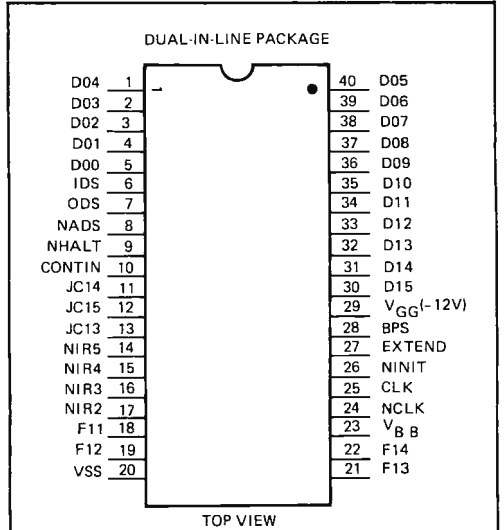 DUAL-IN-LINE PACKAGE
D04 1 40 D05
D03 2 39 D06
D02 3 38 D07
D01 4 37 D08
D00 5 36 D09
IDS 6 35 D10
ODS 7 34 D11
NADS 8 33 D12
NHALT 9 32 D13
CONTIN 10 31 D14
JC14 11 30 D15
JC15 12 29 VGG(-12V)
JC13 13 28 BPS
NIR5 14 27 EXTEND
NIR4 15 26 NINIT
NIR3 16 25 CLK
NIR2 17 24 NCLK
F11 18 23 VBB
F12 19 22 F14
VSS 20 21 F13
TOP VIEW